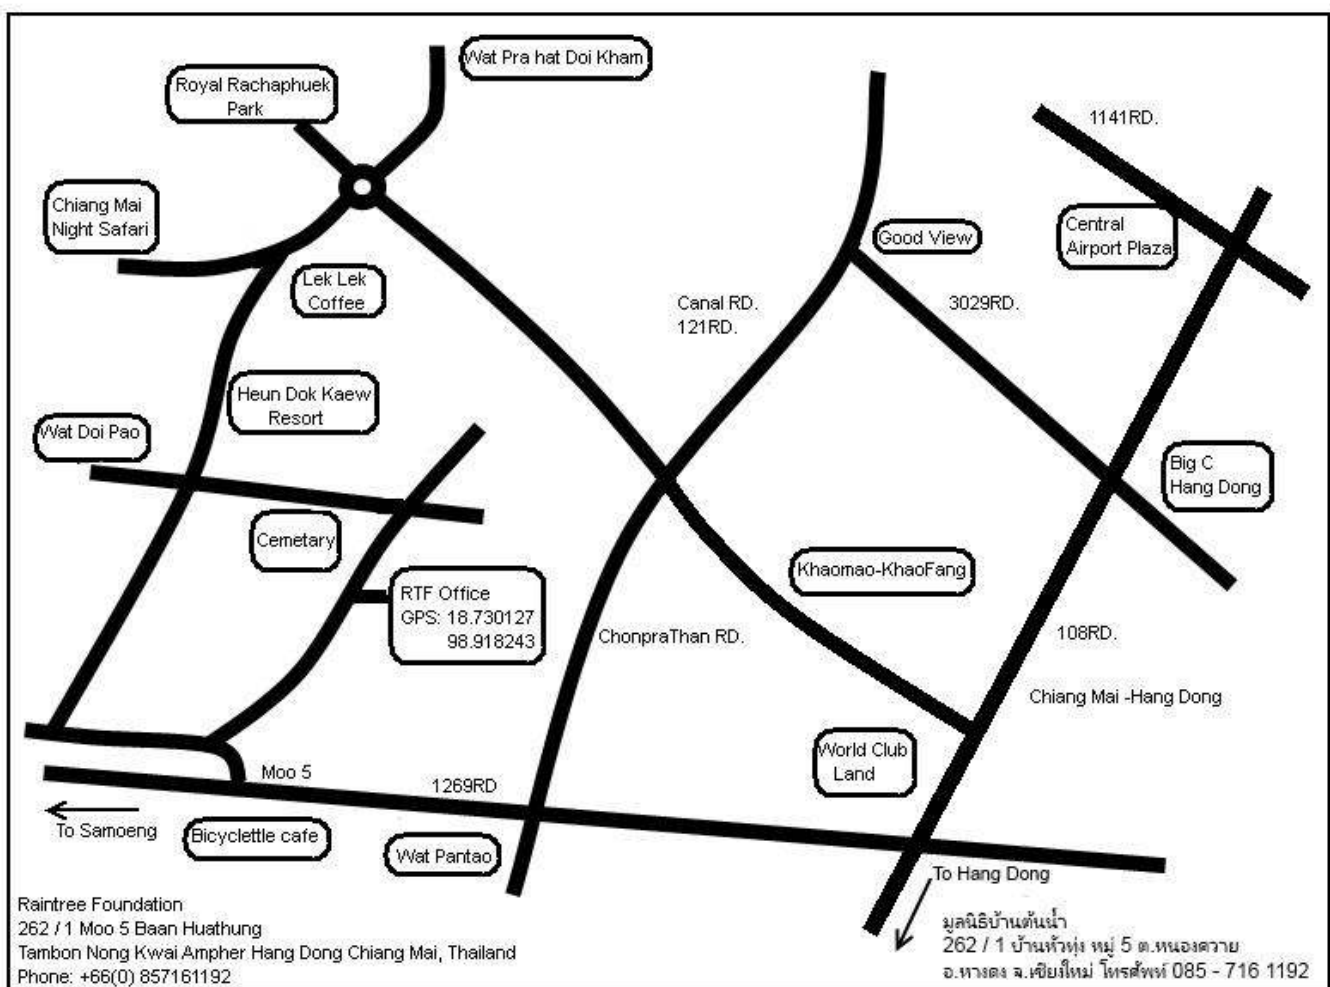 Wat Pra hat Doi Kham
Royal Rachaphuek
Park
1141RD.
Chiang Mai
Night Safari
Central
Airport Plaza
Good View
Lek Lek
Coffee
Canal RD.
121RD.
3029RD.
Heun Dok Kaew
Resort
Wat Doi Pao
Big C
Hang Dong
Cemetary
Khaomao-KhaoFang
RTF Office
GPS: 18.730127
98.918243
ChonpraThan RD.
108RD.
Chiang Mai -Hang Dong
World Club
Land
Moo 5
1269RD
To Samoeng
Bicyclettle cafe
Wat Pantao
To Hang Dong
Raintree Foundation
262 / 1 Moo 5 Baan Huathung
Tambon Nong Kwai Ampher Hang Dong Chiang Mai, Thailand
Phone: +66(0) 857161192
มูลนิธิบ้านต้นน้ำ
262 / 1 บ้านหัวทุ่ง หมู่ 5 ต.หนองควาย
อ.หางดง จ.เชียงใหม่ โทรศัพท์ 085 - 716 1192